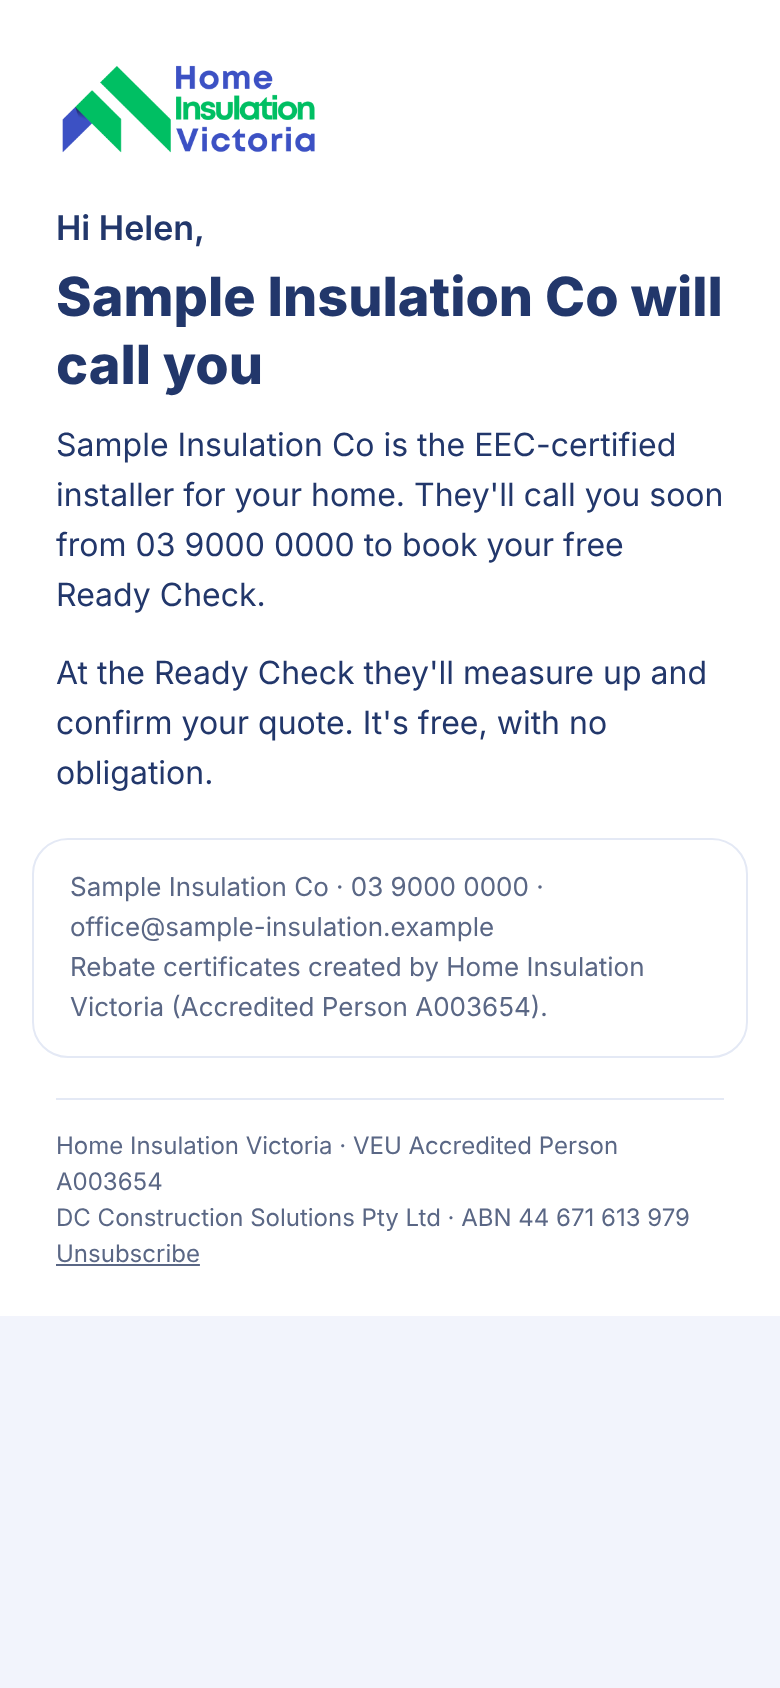 Home
Insulation
Victoria
Hi Helen,
Sample Insulation Co will
call you
Sample Insulation Co is the EEC-certified
installer for your home. They'll call you soon
from 03 9000 0000 to book your free
Ready Check.
At the Ready Check they'll measure up and
confirm your quote. It's free, with no
obligation.
Sample Insulation Co · 03 9000 0000 ·
office@sample-insulation.example
Rebate certificates created by Home Insulation
Victoria (Accredited Person A003654).
Home Insulation Victoria · VEU Accredited Person
A003654
DC Construction Solutions Pty Ltd · ABN 44 671 613 979
Unsubscribe